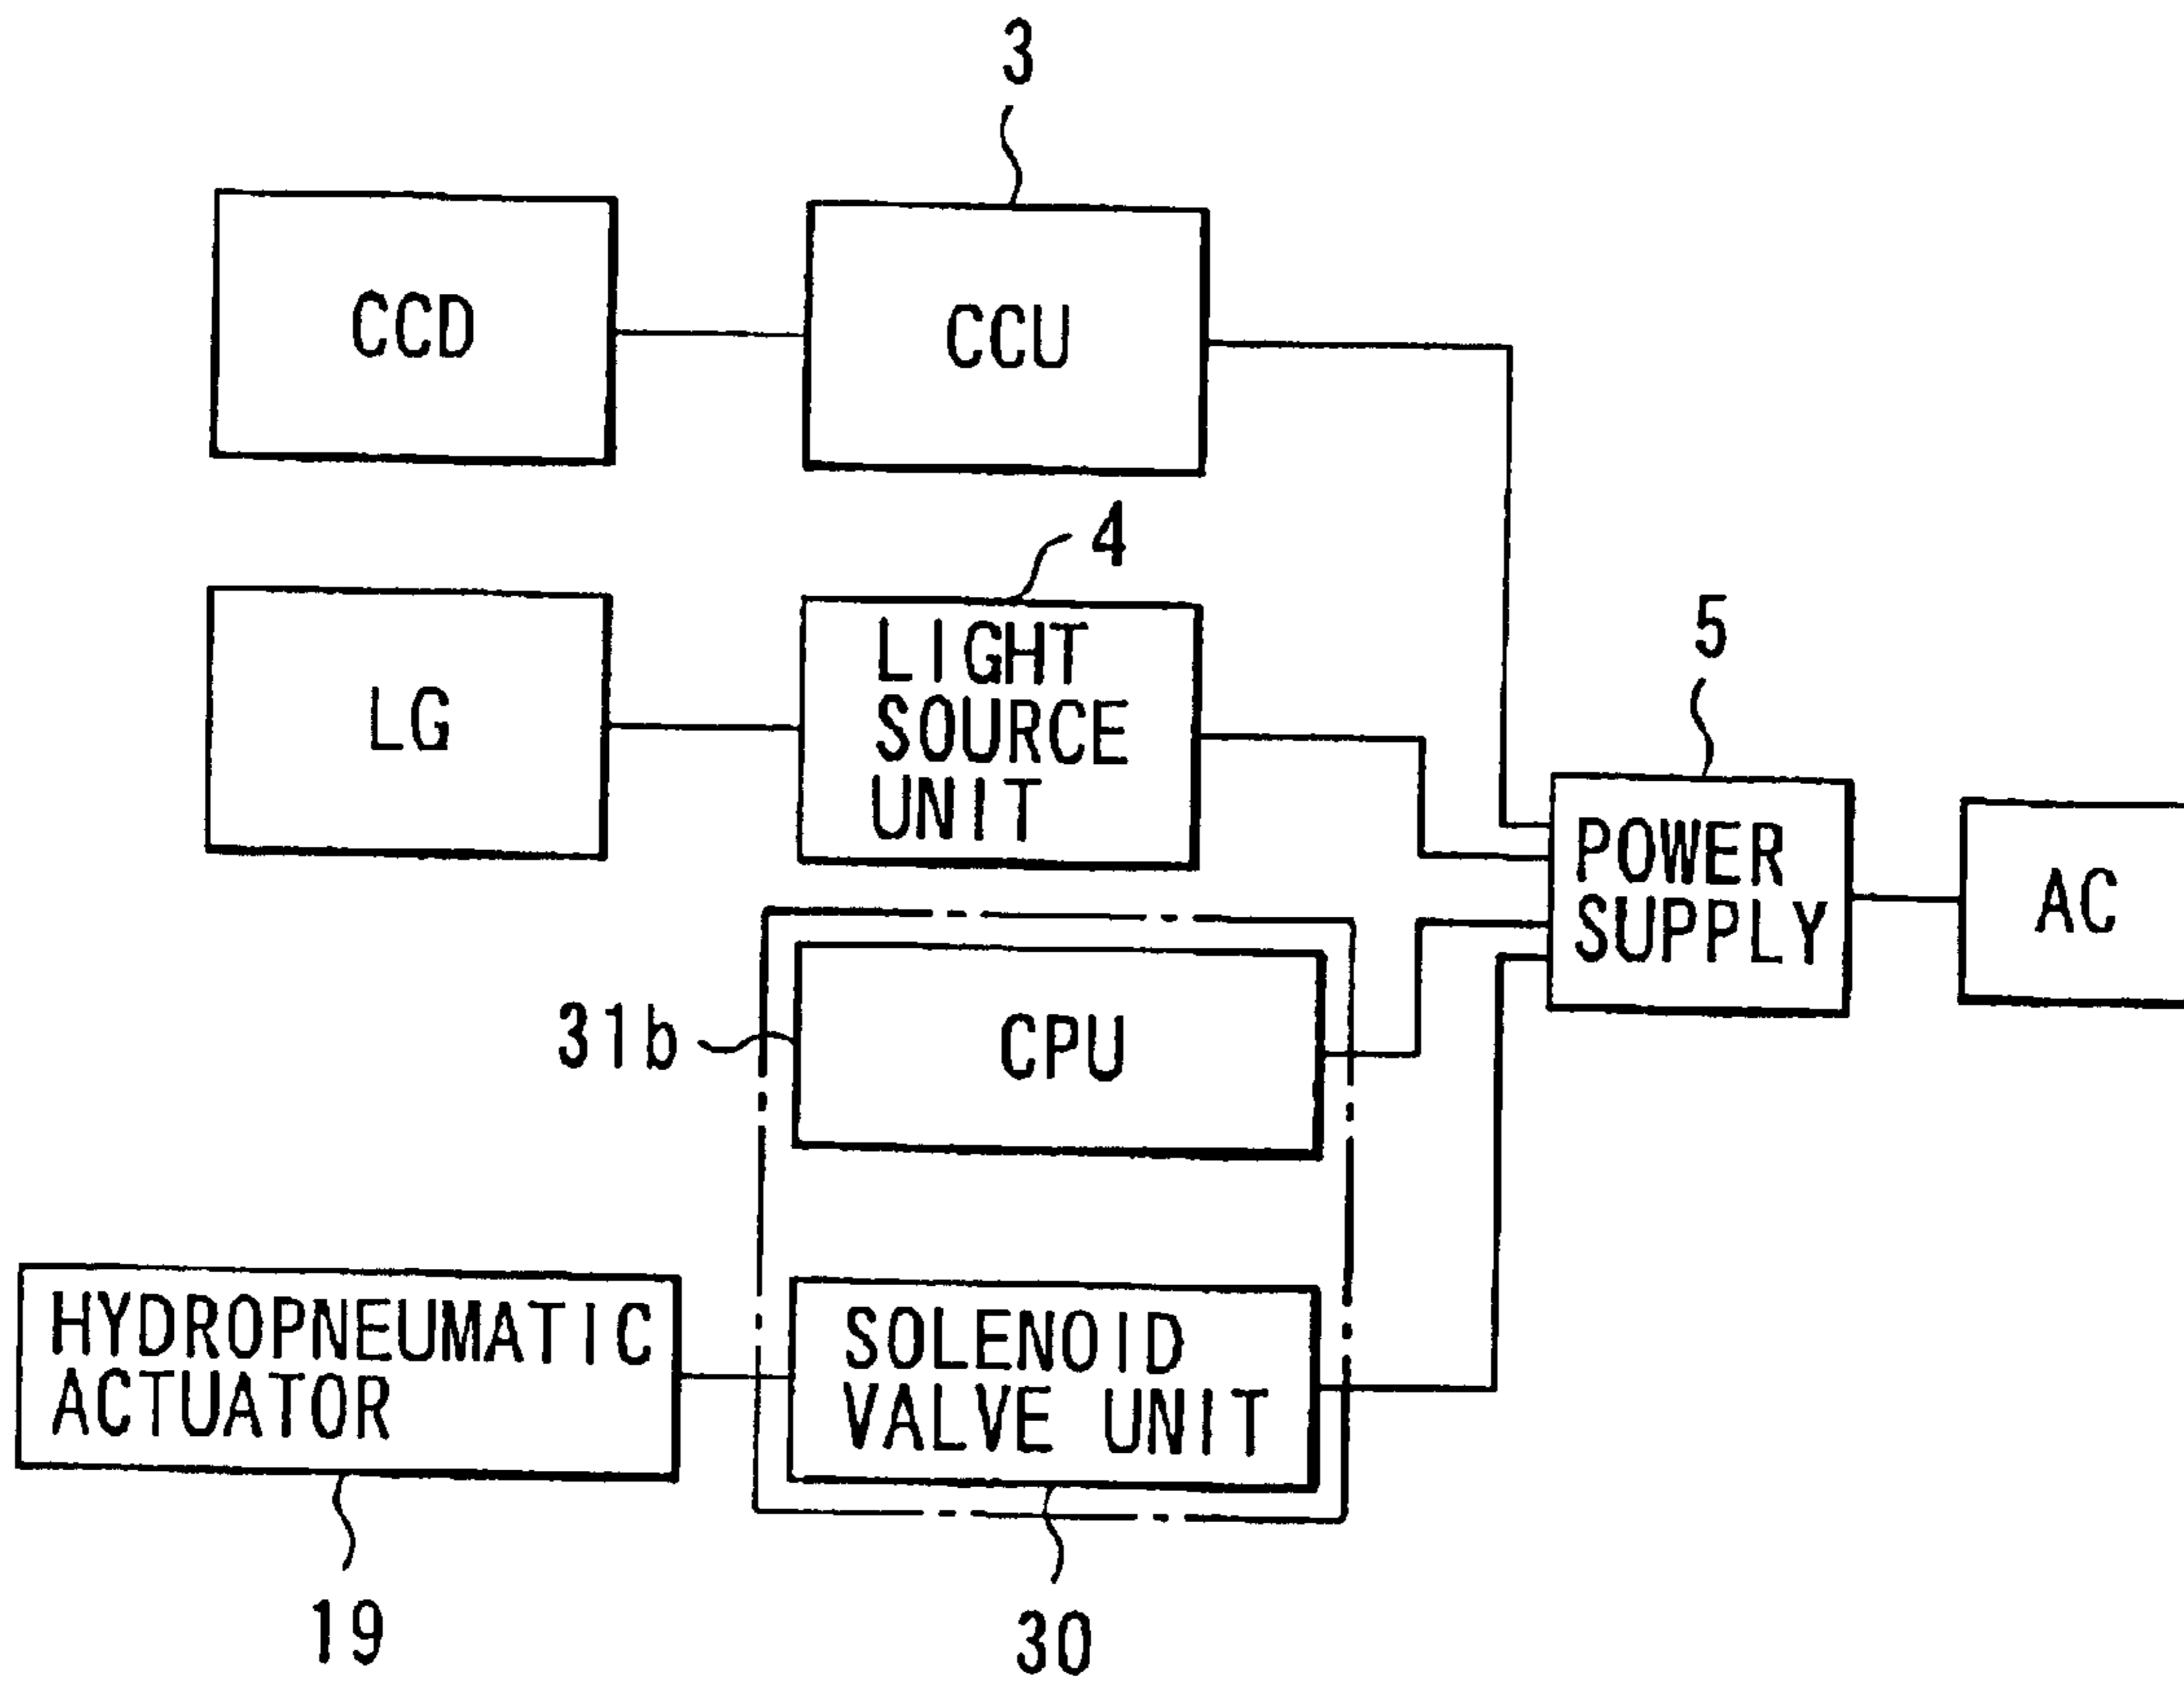 3
CCD
CCU
4
LG
LIGHT
SOURCE
UNIT
5
POWER
SUPPLY
AC
31b
CPU
HYDROPNEUMATIC
ACTUATOR
SOLENOID
VALVE UNIT
19
30